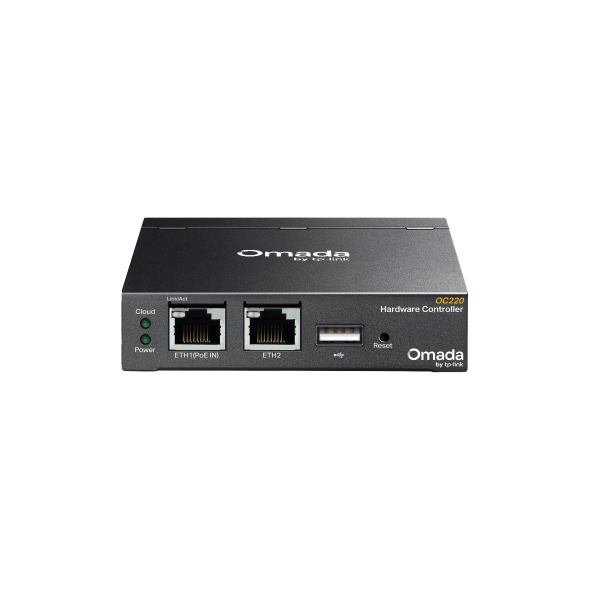 Omada
by tp-link
Link/Act
OC220
Hardware Controller
Cloud
Power
ETH1(PoE IN)
ETH2
Reset
Omada
by tp-link